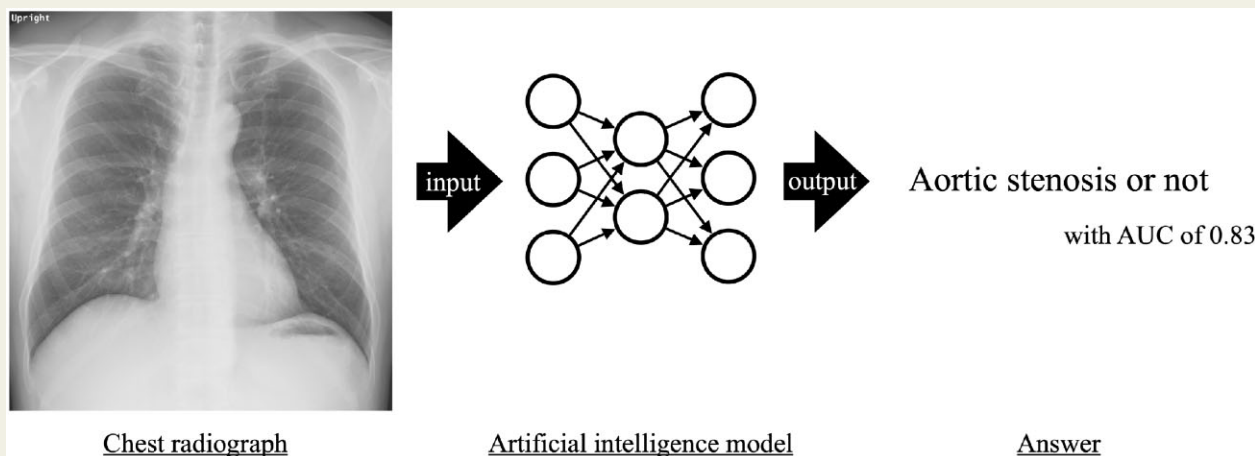 Upright
input
output
Aortic stenosis or not
with AUC of 0.83
Chest radiograph
Artificial intelligence model
Answer